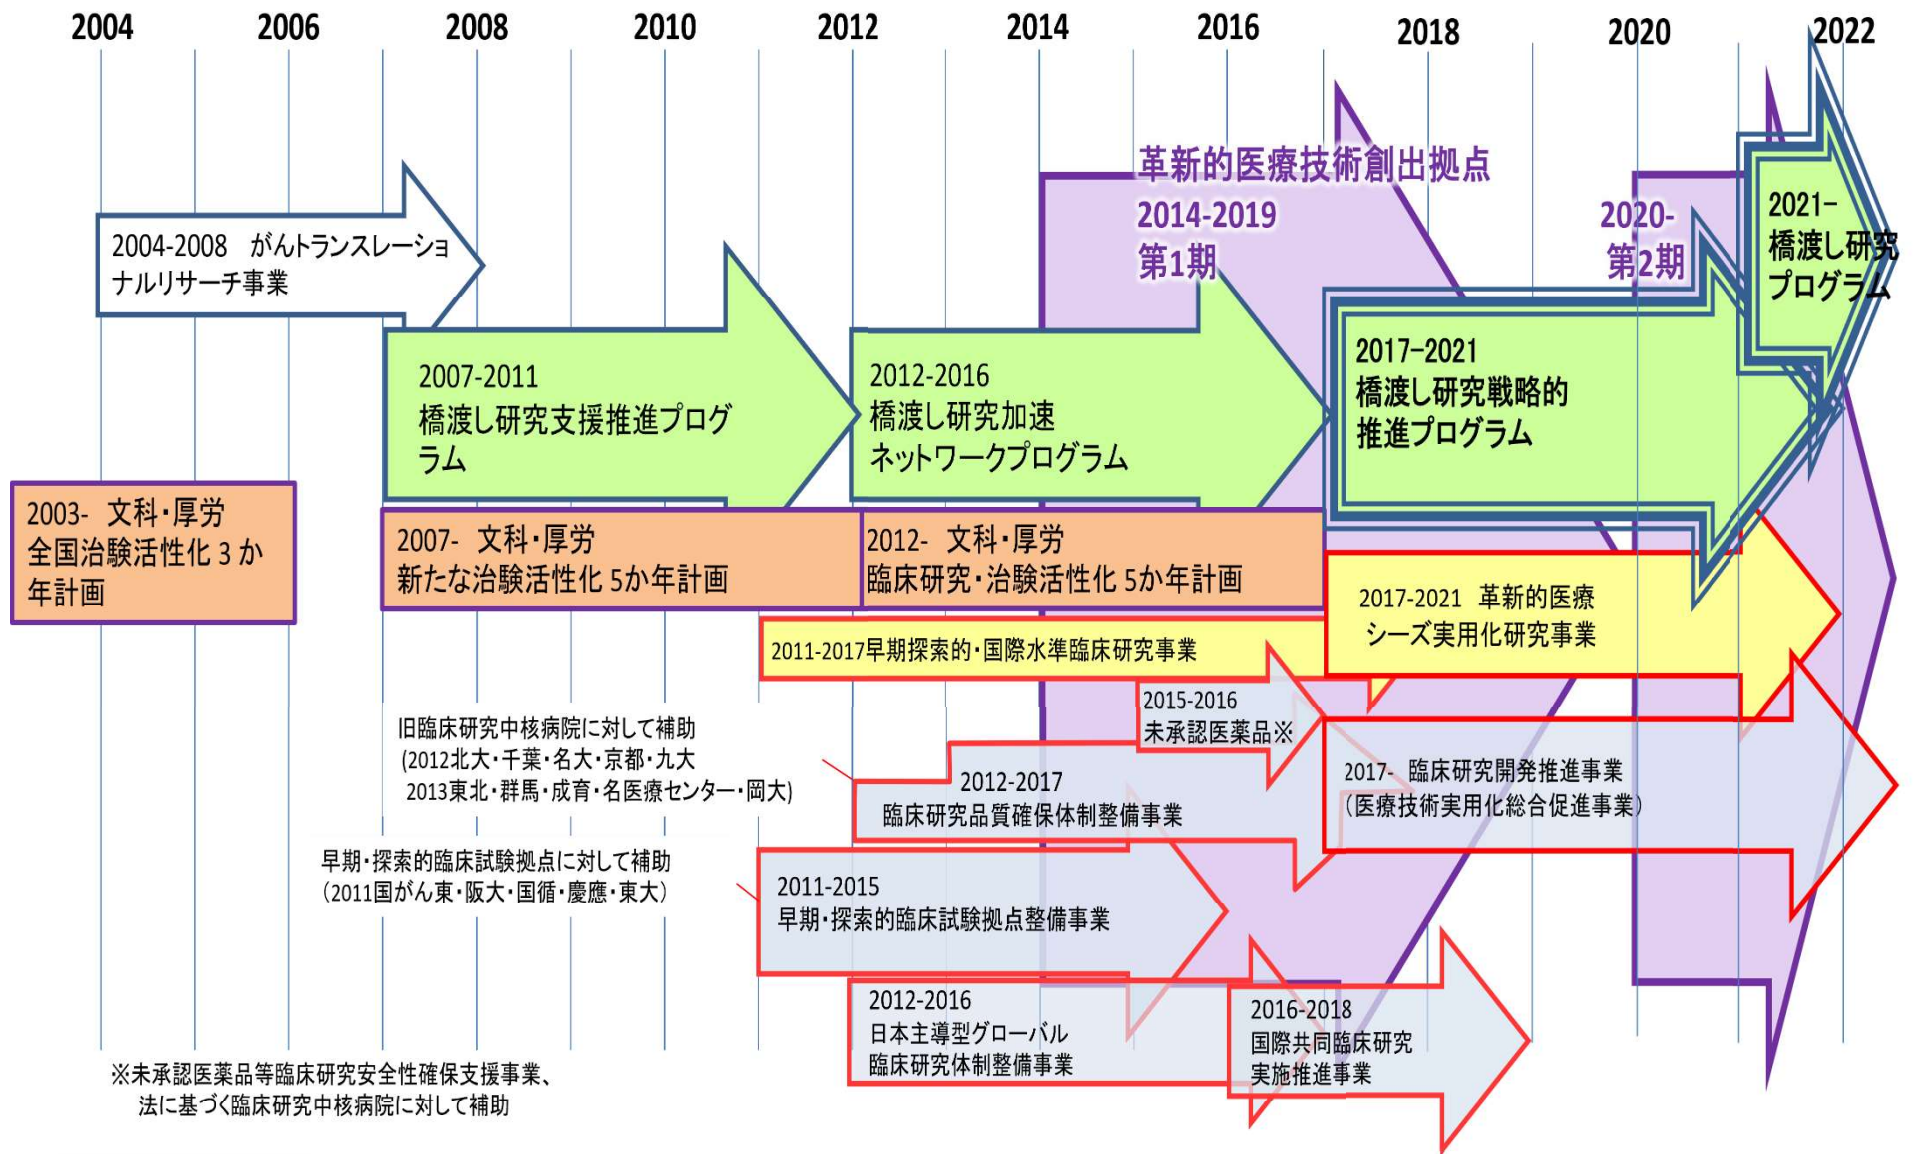 2004 2006 2008 2010 2012 2014 2016 2018 2020 2022
革新的医療技術創出拠点
2014-2019
第1期
2020-
第2期
2021-
橋渡し研究
プログラム
2004-2008　がんトランスレーショ
ナルリサーチ事業
2007-2011
橋渡し研究支援推進プログ
ラム
2012-2016
橋渡し研究加速
ネットワークプログラム
2017-2021
橋渡し研究戦略的
推進プログラム
2003-　文科・厚労
全国治験活性化 3 か
年計画
2007-　文科・厚労
新たな治験活性化 5か年計画
2012-　文科・厚労
臨床研究・治験活性化 5か年計画
2017-2021　革新的医療
シーズ実用化研究事業
2011-2017早期探索的・国際水準臨床研究事業
2015-2016
未承認医薬品※
旧臨床研究中核病院に対して補助
(2012北大・千葉・名大・京都・九大
2013東北・群馬・成育・名医療センター・岡大)
2012-2017
臨床研究品質確保体制整備事業
2017-　臨床研究開発推進事業
（医療技術実用化総合促進事業）
早期・探索的臨床試験拠点に対して補助
（2011国がん東・阪大・国循・慶應・東大）
2011-2015
早期・探索的臨床試験拠点整備事業
2012-2016
日本主導型グローバル
臨床研究体制整備事業
2016-2018
国際共同臨床研究
実施推進事業
※未承認医薬品等臨床研究安全性確保支援事業、
法に基づく臨床研究中核病院に対して補助